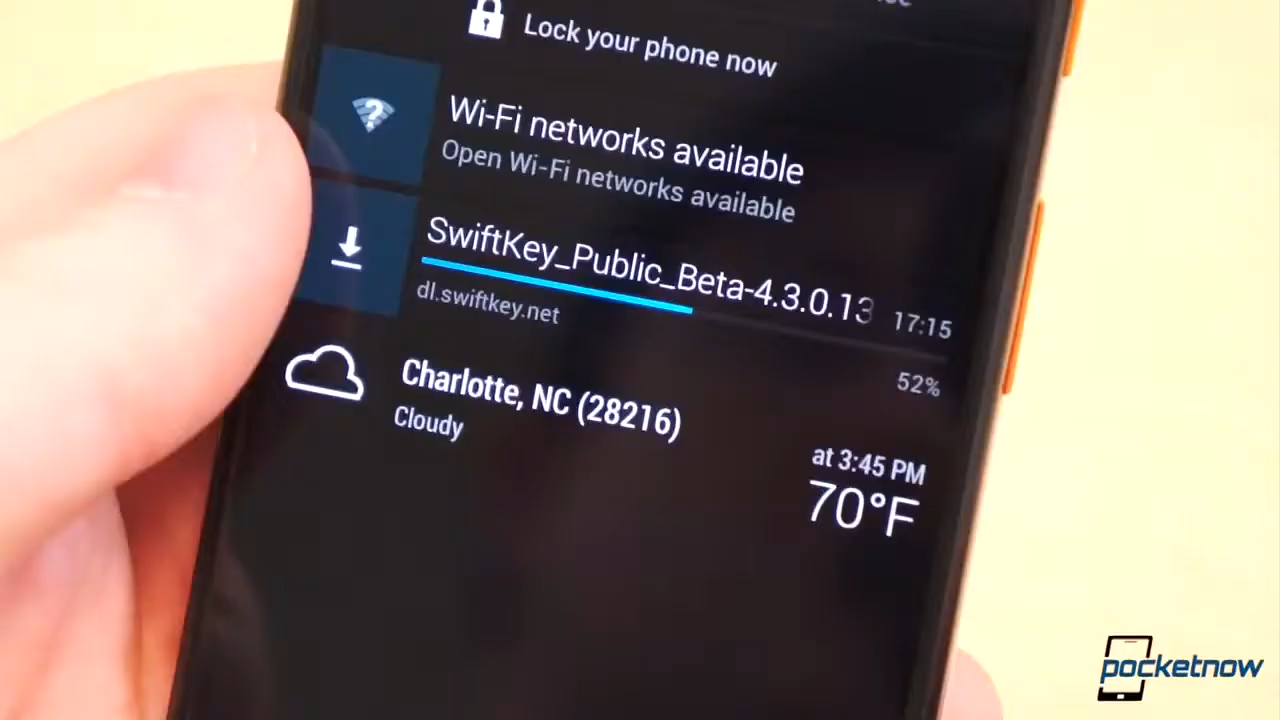 Lock your phone now
Wi-Fi networks available
Open Wi-Fi networks available
SwiftKey_Public_Beta-4.3.0.13
17:15
dl.swiftkey.net
52%
Charlotte, NC (28216)
Cloudy
at 3:45 PM
70°F
pocketnow